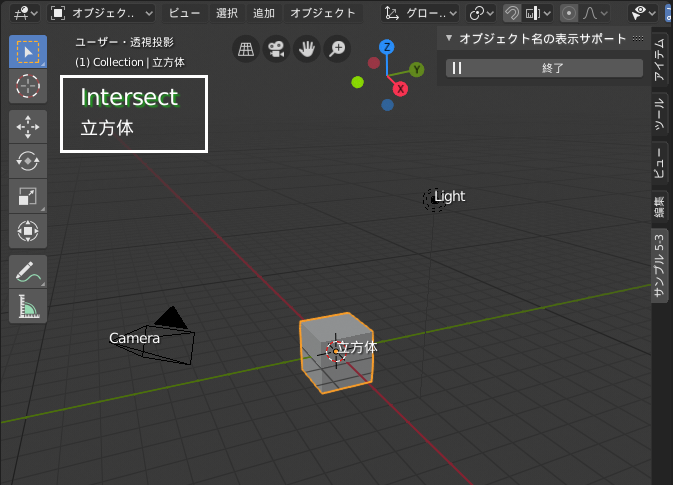 オブジェク.. ビュー 選択 追加 オブジェクト グロー..
ユーザー・透視投影
(1) Collection | 立方体
Intersect
立方体
オブジェクト名の表示サポート
終了
Z
Y
X
アイテム
ツール
ビュー
編集
サンプル 5-3
Light
Camera
立方体